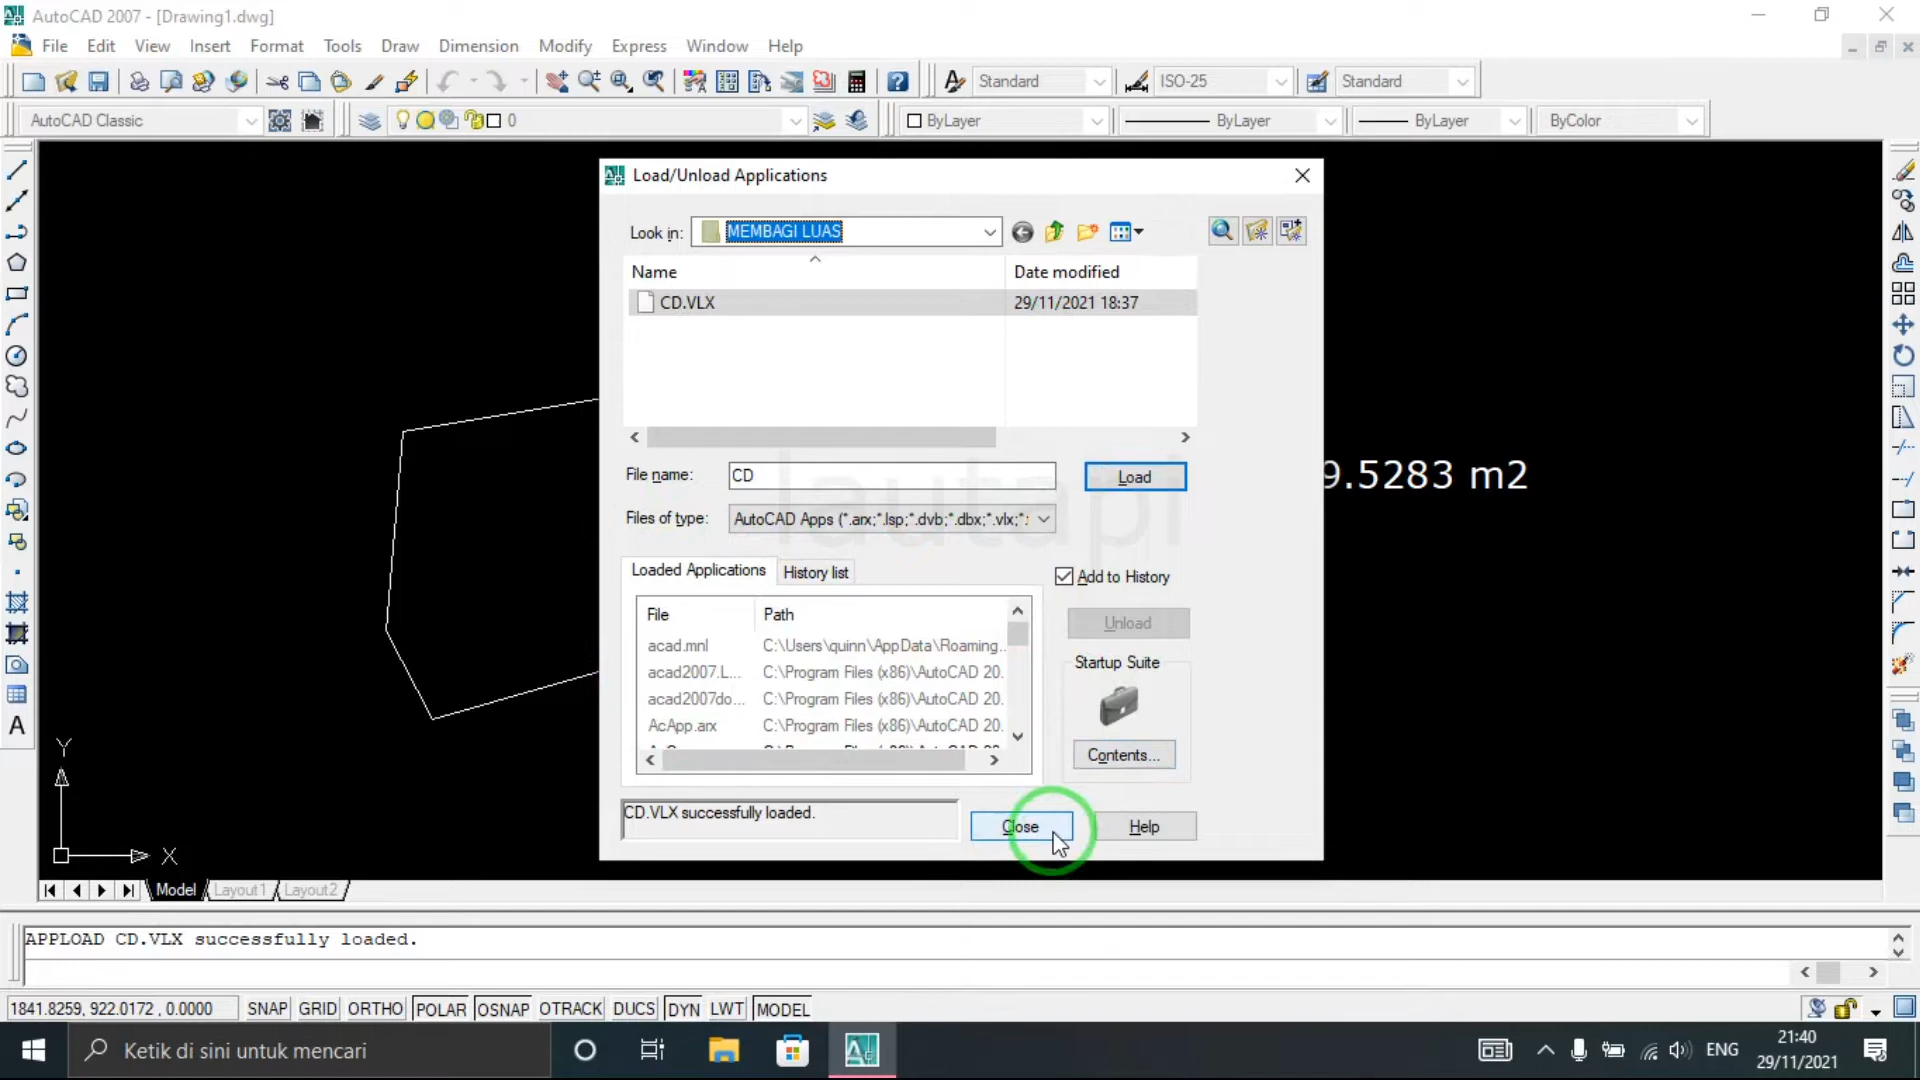 AutoCAD 2007 - [Drawing1.dwg]
File Edit View Insert Format Tools Draw Dimension Modify Express Window Help
Standard ISO-25 Standard
AutoCAD Classic 0 ByLayer ByLayer ByLayer ByColor
Load/Unload Applications
Look in: MEMBAGI LUAS
Name Date modified
CD.VLX 29/11/2021 18:37
File name: CD Load
Files of type: AutoCAD Apps (*.arx;*.lsp;*.dvb;*.dbx;*.vlx;*.
lautapi
9.5283 m2
Loaded Applications History list
Add to History
File Path
acad.mnl C:\Users\quinn\AppData\Roaming..
acad2007.L... C:\Program Files (x86)\AutoCAD 20.
acad2007do... C:\Program Files (x86)\AutoCAD 20.
AcApp.arx C:\Program Files (x86)\AutoCAD 20.
Unload
Startup Suite
Contents...
CD.VLX successfully loaded.
Close Help
Y
X
Model Layout1 Layout2
APPLOAD CD.VLX successfully loaded.
1841.8259, 922.0172 , 0.0000 SNAP GRID ORTHO POLAR OSNAP OTRACK DUCS DYN LWT MODEL
Ketik di sini untuk mencari
ENG
21:40
29/11/2021